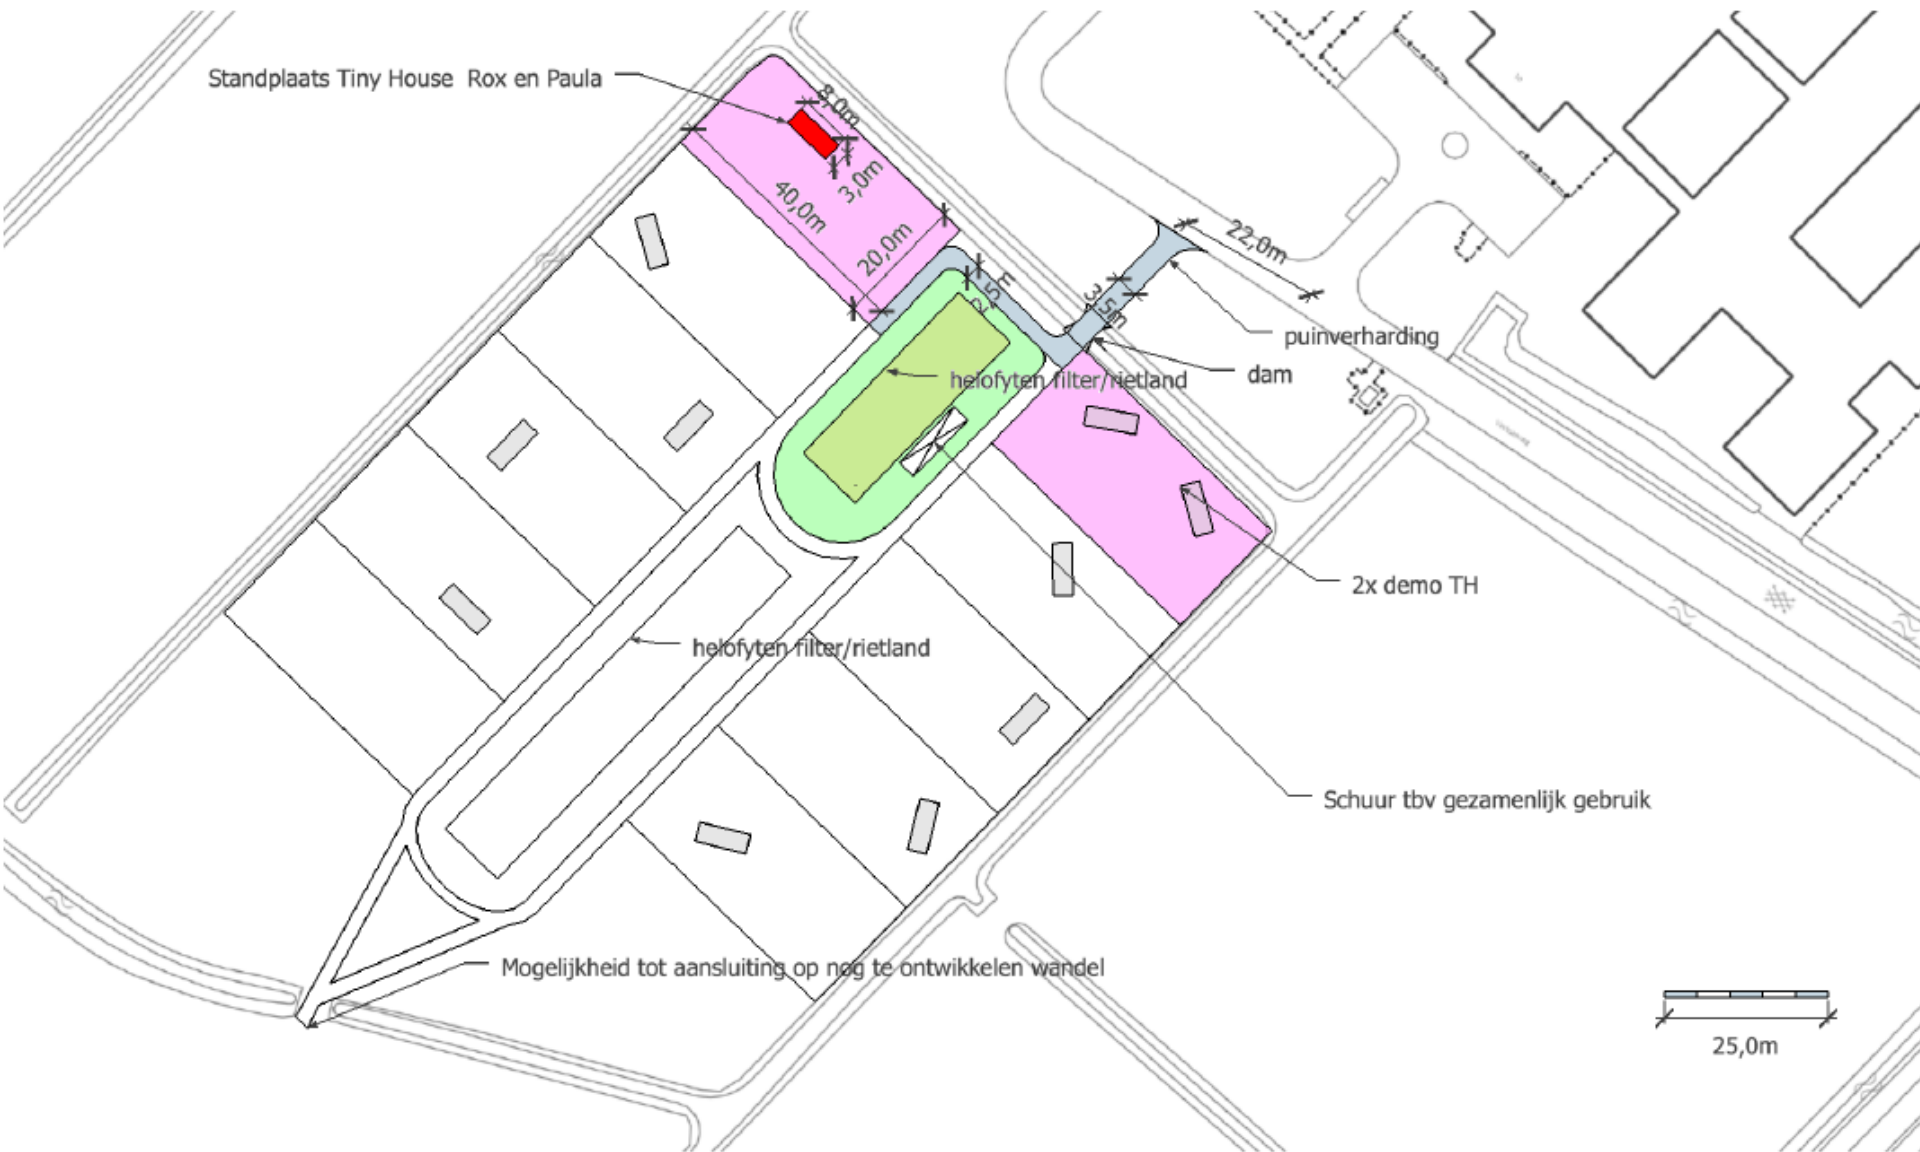 Standplaats Tiny House  Rox en Paula
8,0m
3,0m
40,0m
20,0m
22,0m
2,5m
3,5m
puinverharding
dam
helofyten filter/rietland
2x demo TH
helofyten filter/rietland
Schuur tbv gezamenlijk gebruik
Mogelijkheid tot aansluiting op nog te ontwikkelen wandel
25,0m